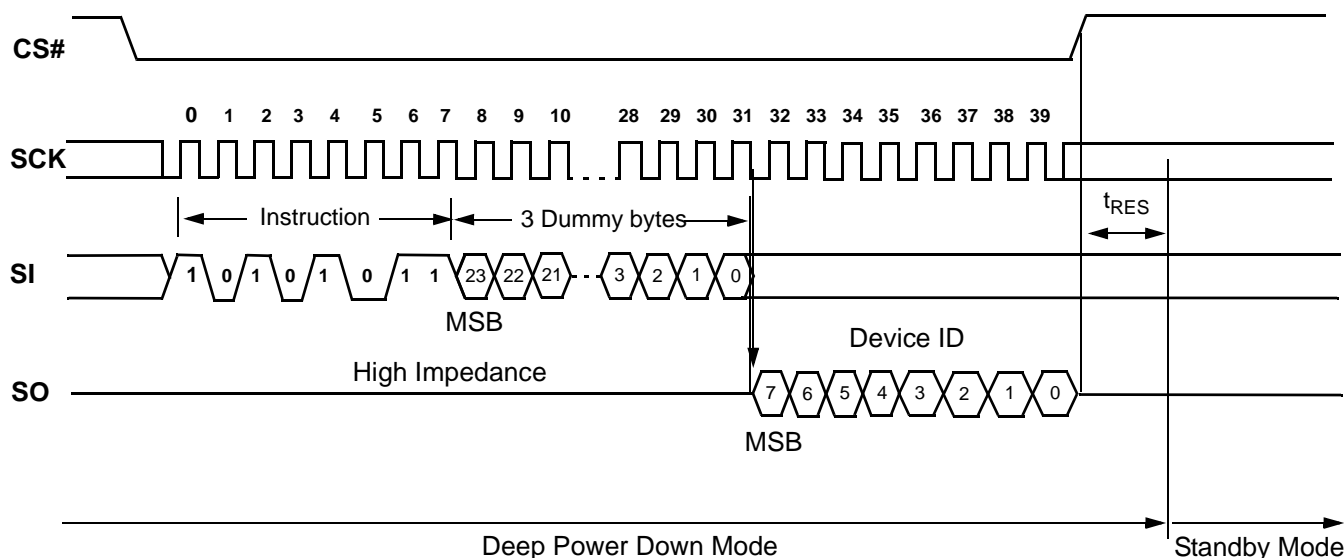 CS#
0 1 2 3 4 5 6 7 8 9 10 28 29 30 31 32 33 34 35 36 37 38 39
SCK
Instruction 3 Dummy bytes tRES
SI 1 0 1 0 1 0 1 1 23 22 21 3 2 1 0
MSB
Device ID
High Impedance
SO 7 6 5 4 3 2 1 0
MSB
Deep Power Down Mode Standby Mode